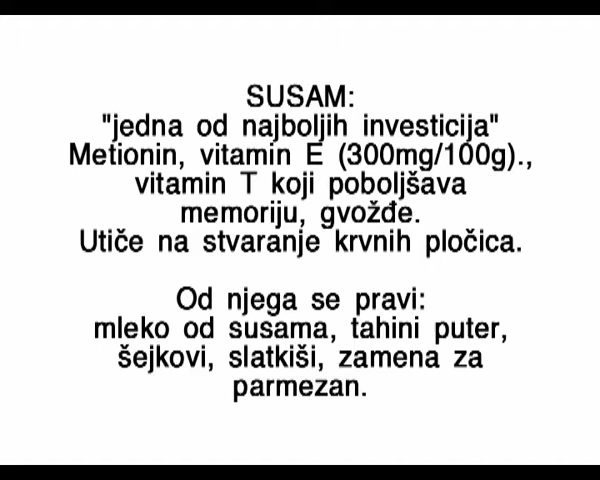 SUSAM:
"jedna od najboljih investicija"
Metionin, vitamin E (300mg/100g).,
vitamin T koji poboljšava
memoriju, gvožđe.
Utiče na stvaranje krvnih pločica.
Od njega se pravi:
mleko od susama, tahini puter,
šejkovi, slatkiši, zamena za
parmezan.